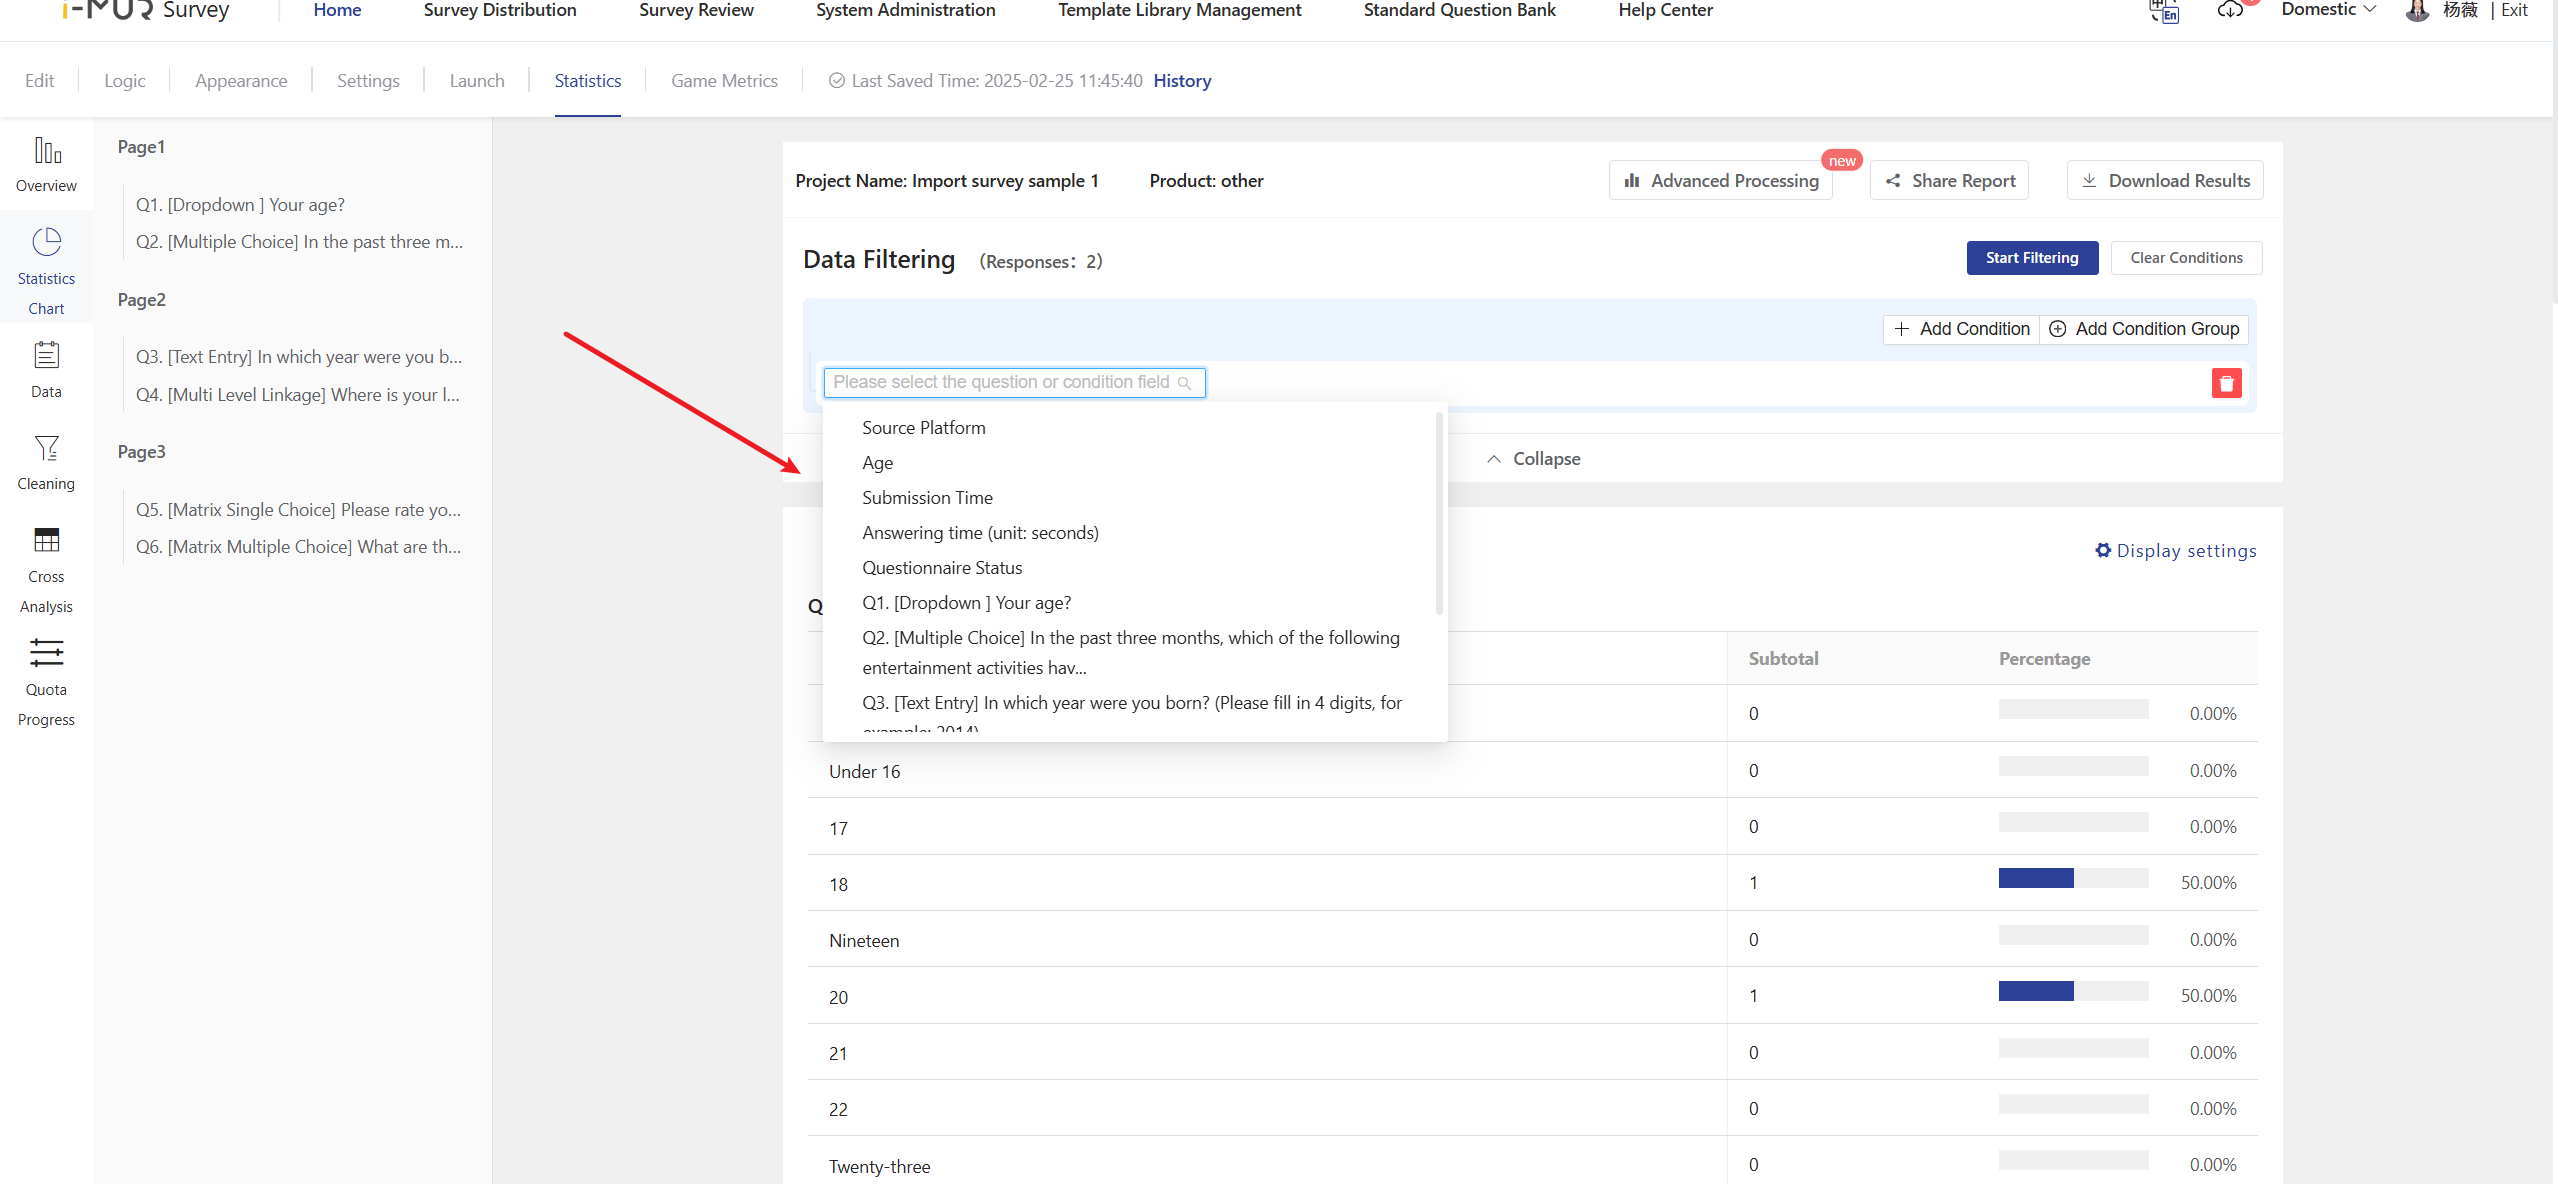 i-MUR Survey
Home
Survey Distribution
Survey Review
System Administration
Template Library Management
Standard Question Bank
Help Center
En
Domestic
杨薇 | Exit
Edit
Logic
Appearance
Settings
Launch
Statistics
Game Metrics
Last Saved Time: 2025-02-25 11:45:40 History
Overview
Statistics
Chart
Data
Cleaning
Cross
Analysis
Quota
Progress
Page1
Q1. [Dropdown ] Your age?
Q2. [Multiple Choice] In the past three m...
Page2
Q3. [Text Entry] In which year were you b...
Q4. [Multi Level Linkage] Where is your l...
Page3
Q5. [Matrix Single Choice] Please rate yo...
Q6. [Matrix Multiple Choice] What are th...
Project Name: Import survey sample 1
Product: other
Advanced Processing
new
Share Report
Download Results
Data Filtering
(Responses：2)
Start Filtering
Clear Conditions
Add Condition
Add Condition Group
Please select the question or condition field
Source Platform
Age
Submission Time
Answering time (unit: seconds)
Questionnaire Status
Q1. [Dropdown ] Your age?
Q2. [Multiple Choice] In the past three months, which of the following
entertainment activities hav...
Q3. [Text Entry] In which year were you born? (Please fill in 4 digits, for
example: 2014)
Collapse
Display settings
Q
Subtotal
Percentage
0
0.00%
Under 16
0
0.00%
17
0
0.00%
18
1
50.00%
Nineteen
0
0.00%
20
1
50.00%
21
0
0.00%
22
0
0.00%
Twenty-three
0
0.00%